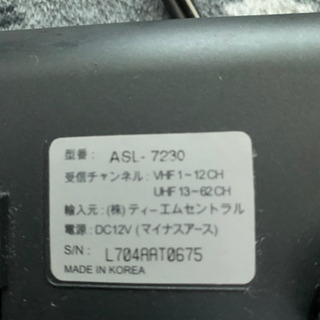 型番: ASL-7230
受信チャンネル: VHF 1~12CH
UHF 13~62CH
輸入元: (株)ティーエムセントラル
電源: DC12V (マイナスアース)
S/N: L704AAT0675
MADE IN KOREA